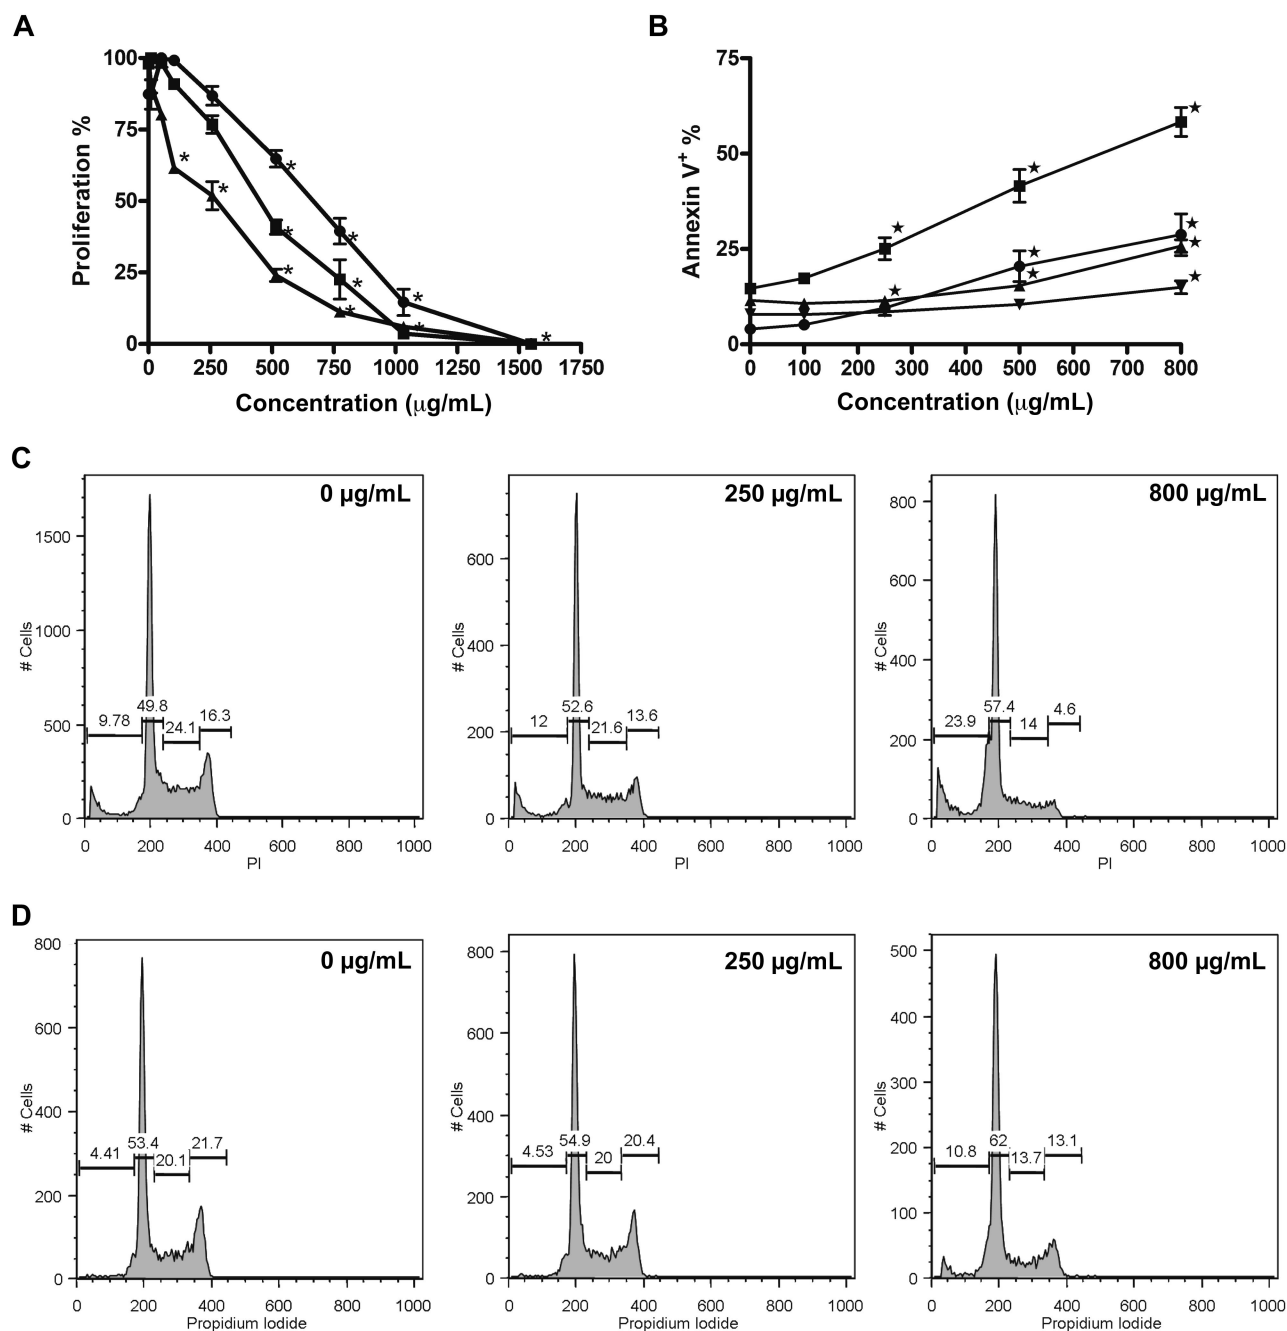 A
B
100
75
50
25
0
Proliferation %
* * * * * * * * * * * *
0 250 500 750 1000 1250 1500 1750
Concentration (µg/mL)
75
50
25
0
Annexin V+ %
★ ★ ★ ★ ★ ★ ★ ★ ★
0 100 200 300 400 500 600 700 800
Concentration (µg/mL)
C
0 µg/mL
1500
1000
500
0
# Cells
9.78 49.8 24.1 16.3
0 200 400 600 800 1000
PI
250 µg/mL
600
400
200
0
# Cells
12 52.6 21.6 13.6
0 200 400 600 800 1000
PI
800 µg/mL
800
600
400
200
0
# Cells
23.9 57.4 14 4.6
0 200 400 600 800 1000
PI
D
0 µg/mL
800
600
400
200
0
# Cells
4.41 53.4 20.1 21.7
0 200 400 600 800 1000
Propidium Iodide
250 µg/mL
800
600
400
200
0
# Cells
4.53 54.9 20 20.4
0 200 400 600 800 1000
Propidium Iodide
800 µg/mL
500
400
300
200
100
0
# Cells
10.8 62 13.7 13.1
0 200 400 600 800 1000
Propidium Iodide